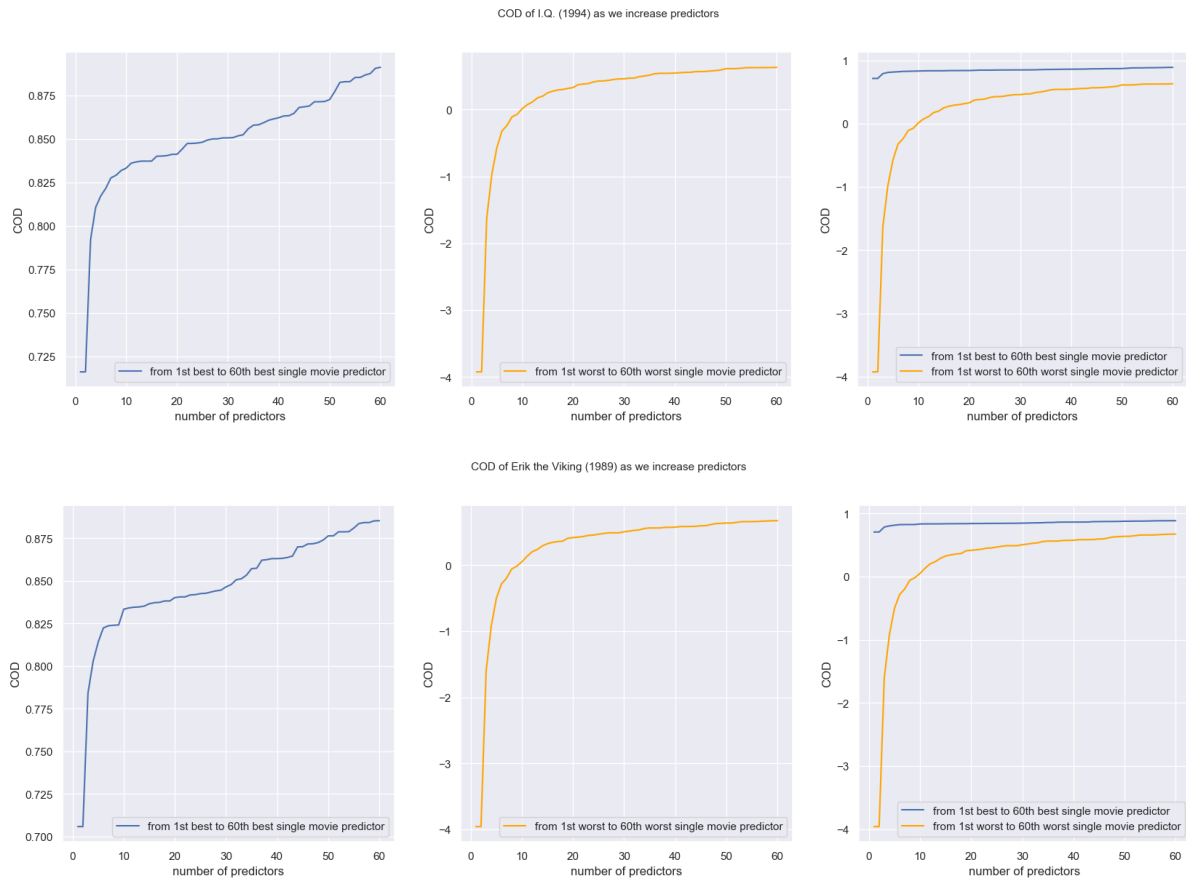 COD of I.Q. (1994) as we increase predictors
COD
0.875
0.850
0.825
0.800
0.775
0.750
0.725
0 10 20 30 40 50 60
number of predictors
from 1st best to 60th best single movie predictor
COD
0
−1
−2
−3
−4
0 10 20 30 40 50 60
number of predictors
from 1st worst to 60th worst single movie predictor
COD
1
0
−1
−2
−3
−4
0 10 20 30 40 50 60
number of predictors
from 1st best to 60th best single movie predictor
from 1st worst to 60th worst single movie predictor
COD of Erik the Viking (1989) as we increase predictors
COD
0.875
0.850
0.825
0.800
0.775
0.750
0.725
0.700
0 10 20 30 40 50 60
number of predictors
from 1st best to 60th best single movie predictor
COD
0
−1
−2
−3
−4
0 10 20 30 40 50 60
number of predictors
from 1st worst to 60th worst single movie predictor
COD
1
0
−1
−2
−3
−4
0 10 20 30 40 50 60
number of predictors
from 1st best to 60th best single movie predictor
from 1st worst to 60th worst single movie predictor